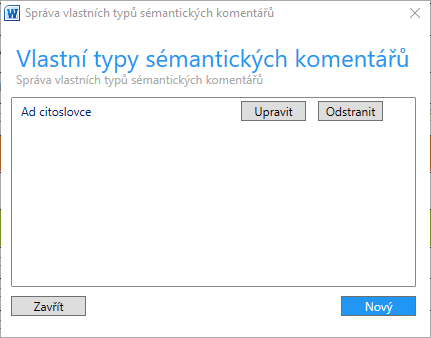 Správa vlastních typů sémantických komentářů
Vlastní typy sémantických komentářů
Správa vlastních typů sémantických komentářů
Ad citoslovce Upravit Odstranit
Zavřít Nový